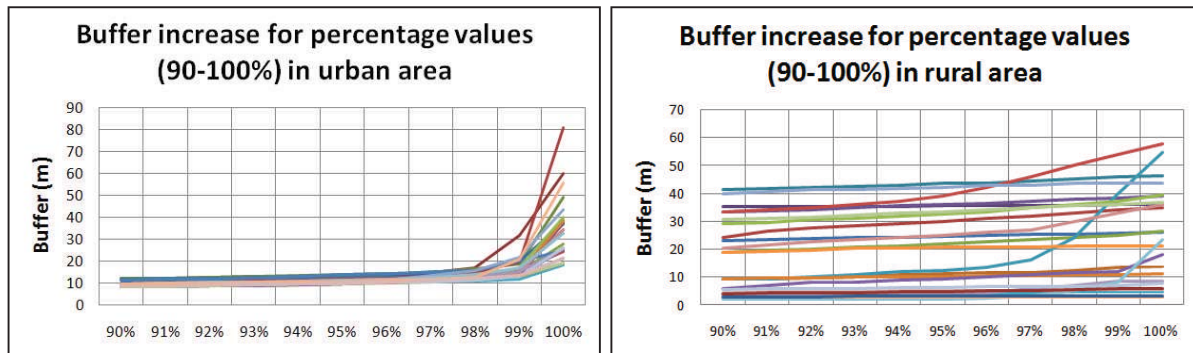 Buffer increase for percentage values
(90-100%) in urban area
Buffer (m)
90
80
70
60
50
40
30
20
10
0
90% 91% 92% 93% 94% 95% 96% 97% 98% 99% 100%
Buffer increase for percentage values
(90-100%) in rural area
Buffer (m)
70
60
50
40
30
20
10
0
90% 91% 92% 93% 94% 95% 96% 97% 98% 99% 100%